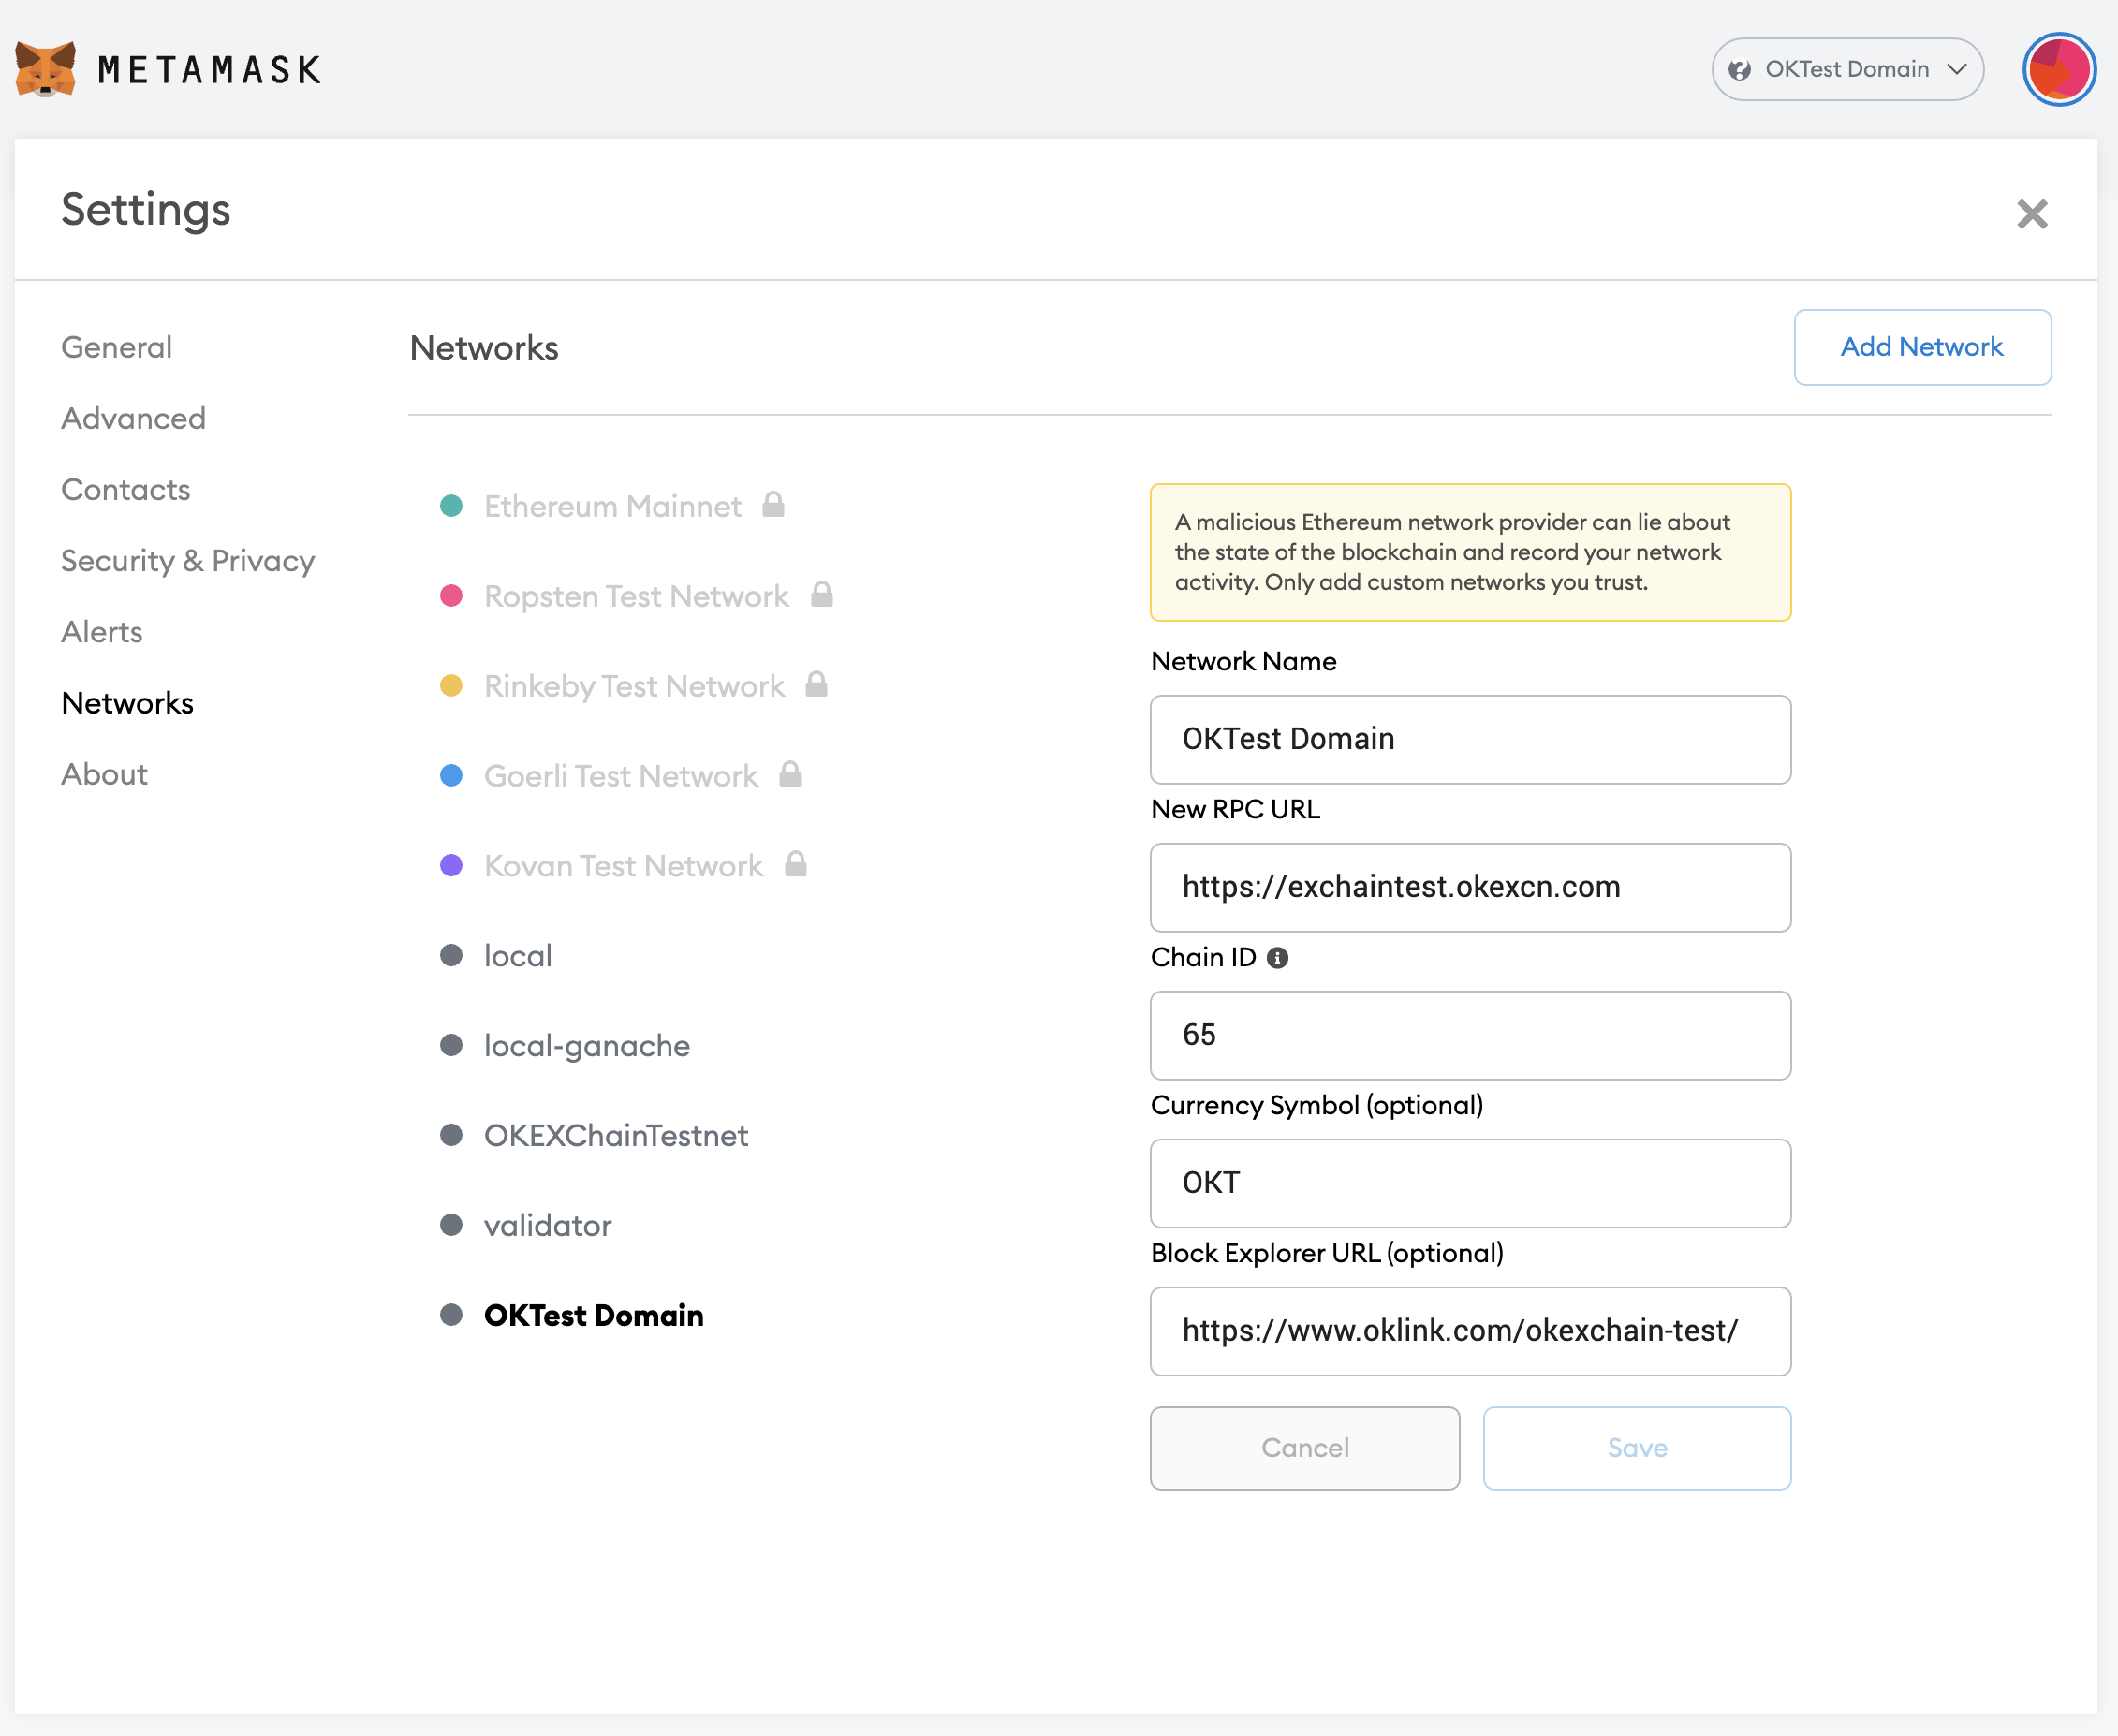 METAMASK
OKTest Domain
Settings
General
Advanced
Contacts
Security & Privacy
Alerts
Networks
About
Networks
Add Network
Ethereum Mainnet
Ropsten Test Network
Rinkeby Test Network
Goerli Test Network
Kovan Test Network
local
local-ganache
OKEXChainTestnet
validator
OKTest Domain
A malicious Ethereum network provider can lie about
the state of the blockchain and record your network
activity. Only add custom networks you trust.
Network Name
OKTest Domain
New RPC URL
https://exchaintest.okexcn.com
Chain ID
65
Currency Symbol (optional)
OKT
Block Explorer URL (optional)
https://www.oklink.com/okexchain-test/
Cancel
Save